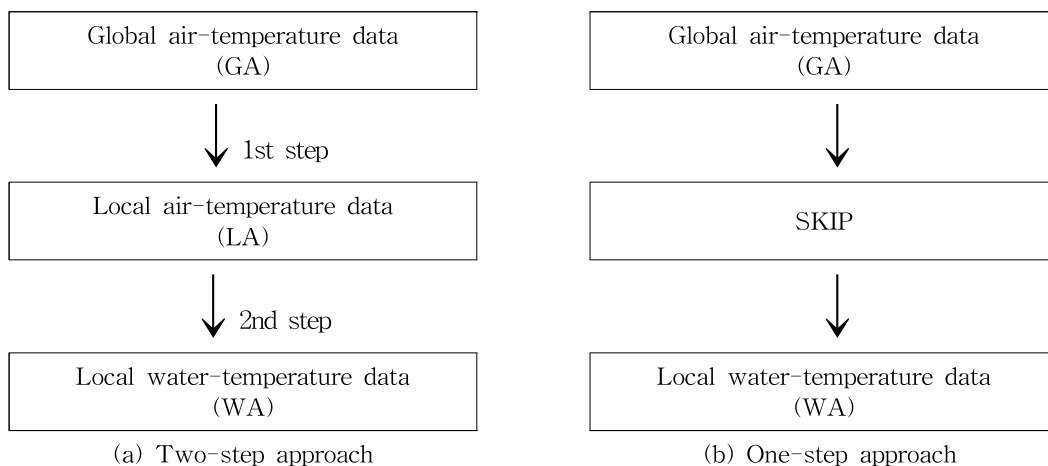 Global air-temperature data
(GA)
1st step
Local air-temperature data
(LA)
2nd step
Local water-temperature data
(WA)
(a) Two-step approach
Global air-temperature data
(GA)
SKIP
Local water-temperature data
(WA)
(b) One-step approach